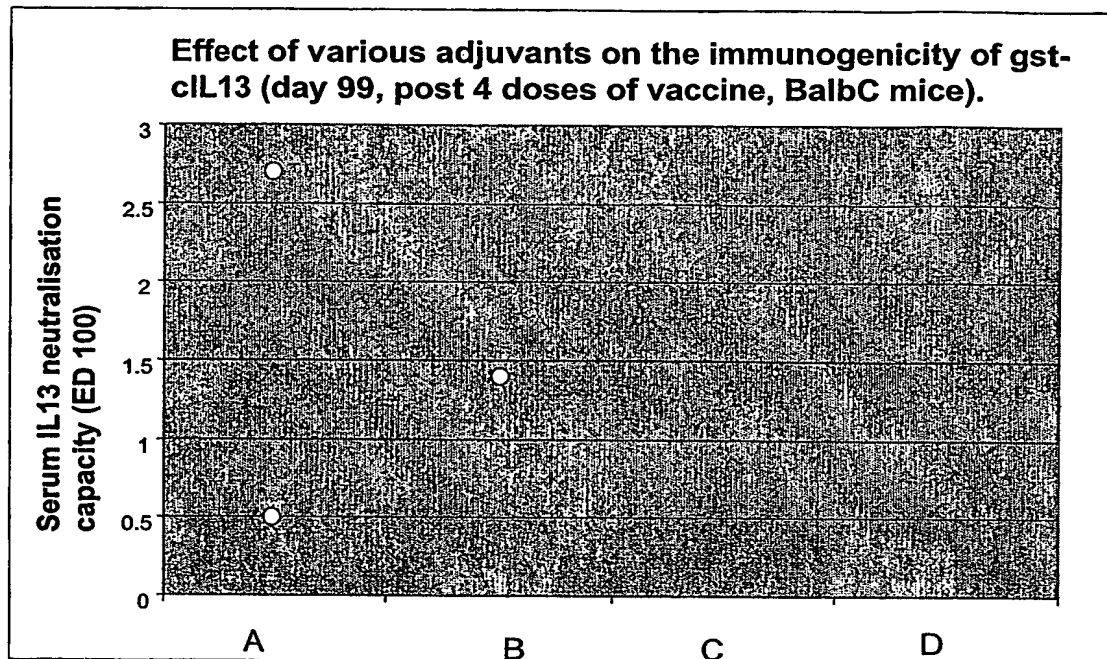 Effect of various adjuvants on the immunogenicity of gst-
cIL13 (day 99, post 4 doses of vaccine, BalbC mice).
Serum IL13 neutralisation
capacity (ED 100)
3
2.5
2
1.5
1
0.5
0
A B C D